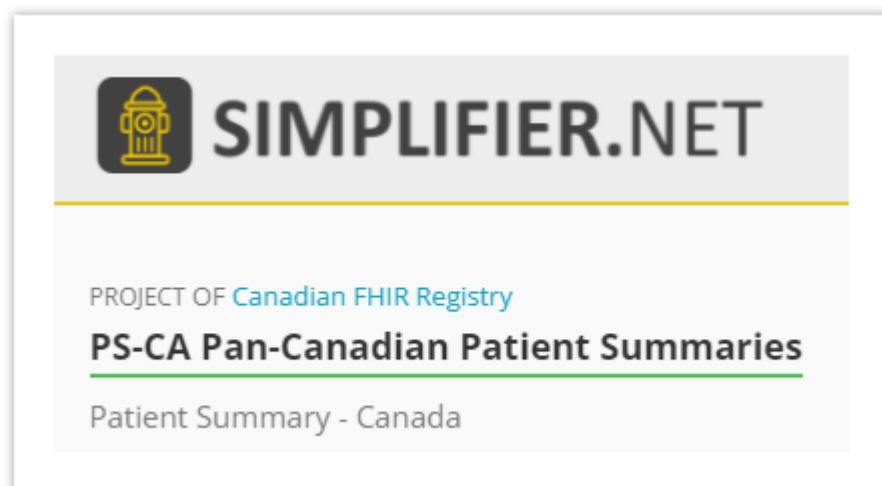 SIMPLIFIER.NET
PROJECT OF Canadian FHIR Registry
PS-CA Pan-Canadian Patient Summaries
Patient Summary - Canada